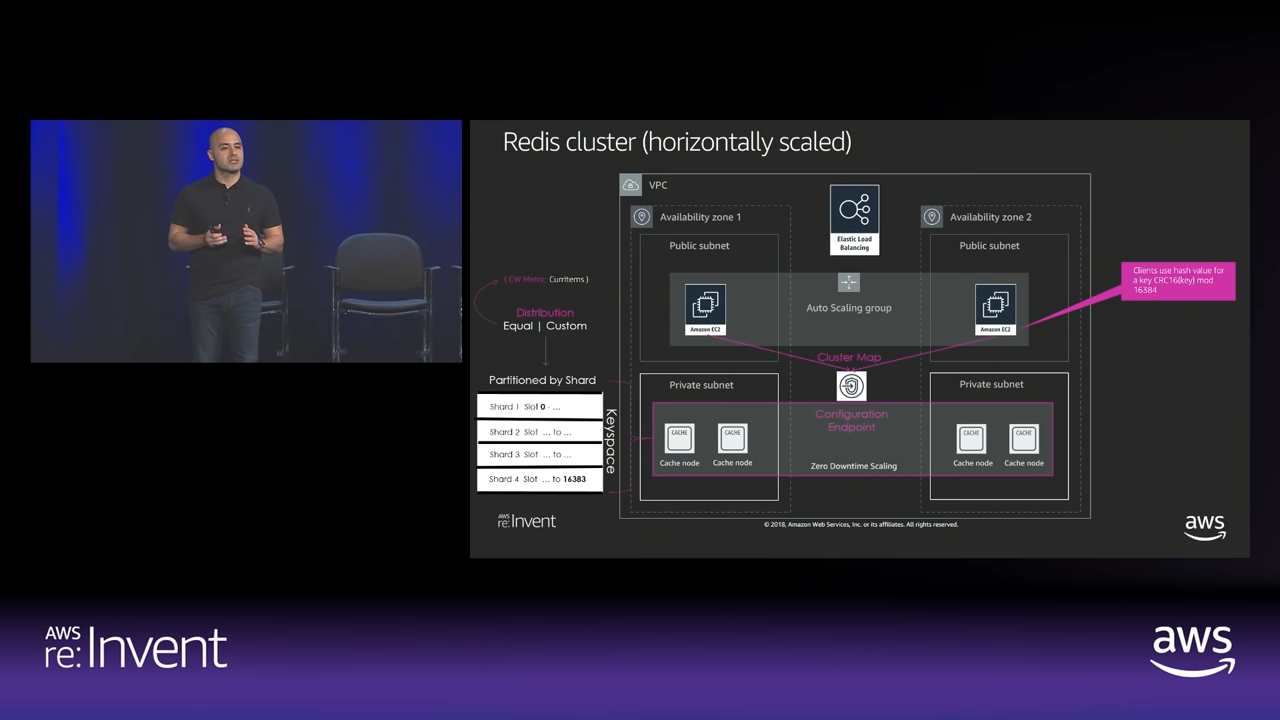 Redis cluster (horizontally scaled)
VPC
Elastic Load
Balancing
Availability zone 1
Public subnet
Availability zone 2
Public subnet
Auto Scaling group
Amazon EC2
Amazon EC2
Clients use hash value for
a key CRC16(key) mod
16384
( CW Metric: CurrItems )
Distribution
Equal | Custom
Partitioned by Shard
Shard 1 Slot 0 - ...
Shard 2 Slot ... to ...
Shard 3 Slot ... to ...
Shard 4 Slot ... to 16383
Keyspace
Cluster Map
Private subnet
Private subnet
Configuration
Endpoint
CACHE
CACHE
CACHE
CACHE
Cache node
Cache node
Cache node
Cache node
Zero Downtime Scaling
AWS
re:Invent
© 2018, Amazon Web Services, Inc. or its affiliates. All rights reserved.
aws
AWS
re:Invent
aws